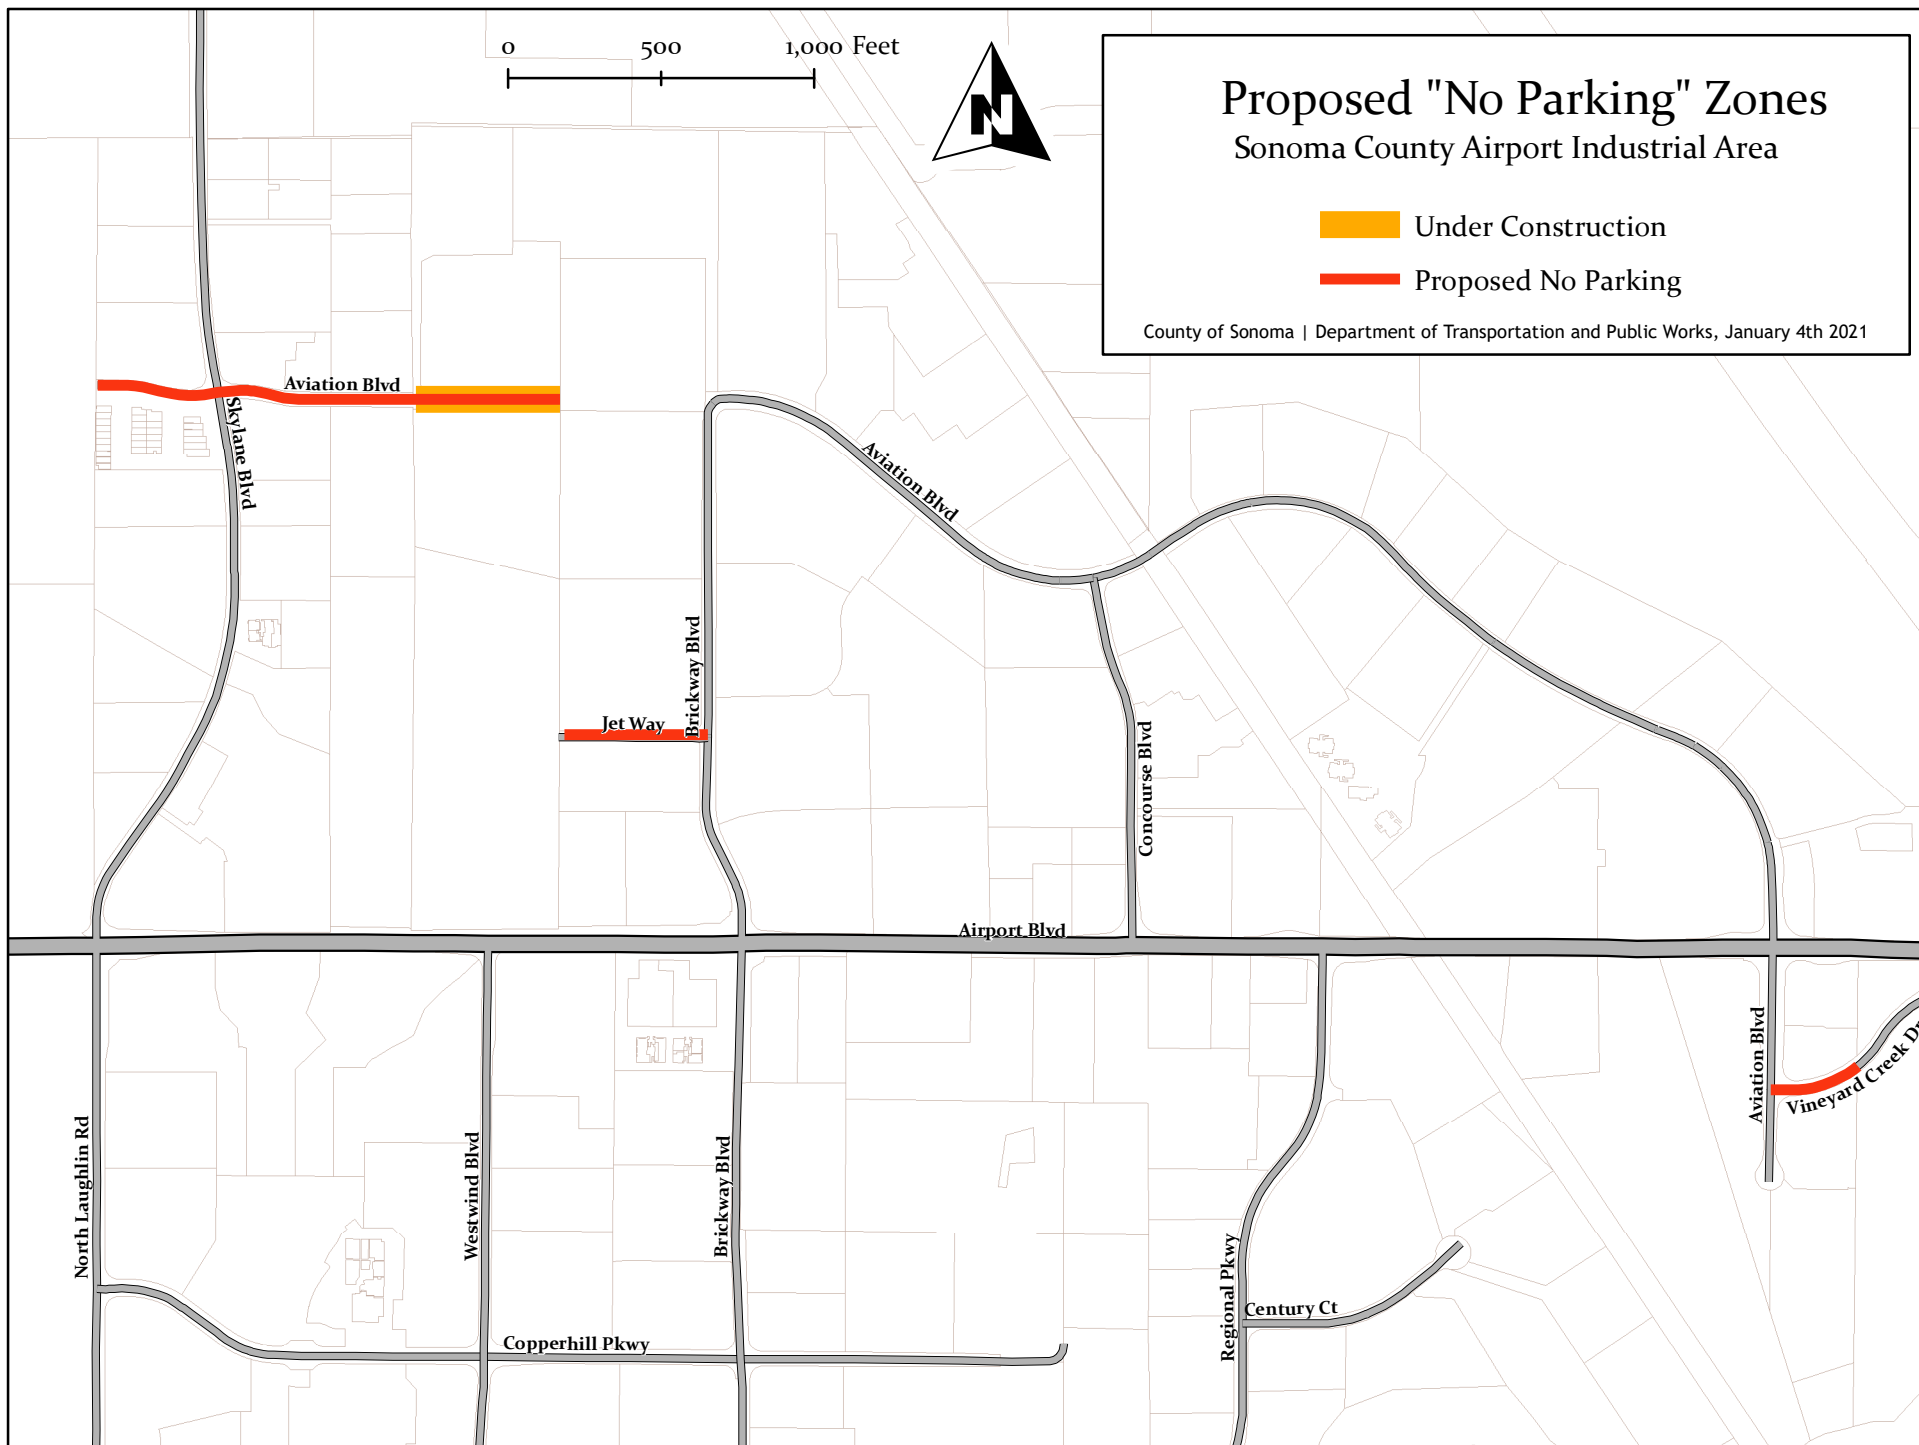 0 500 1,000 Feet
N
Proposed "No Parking" Zones
Sonoma County Airport Industrial Area
Under Construction
Proposed No Parking
County of Sonoma | Department of Transportation and Public Works, January 4th 2021
Aviation Blvd
Skylane Blvd
Aviation Blvd
Brickway Blvd
Jet Way
Concourse Blvd
Airport Blvd
Aviation Blvd
Vineyard Creek Dr
North Laughlin Rd
Westwind Blvd
Brickway Blvd
Regional Pkwy
Century Ct
Copperhill Pkwy